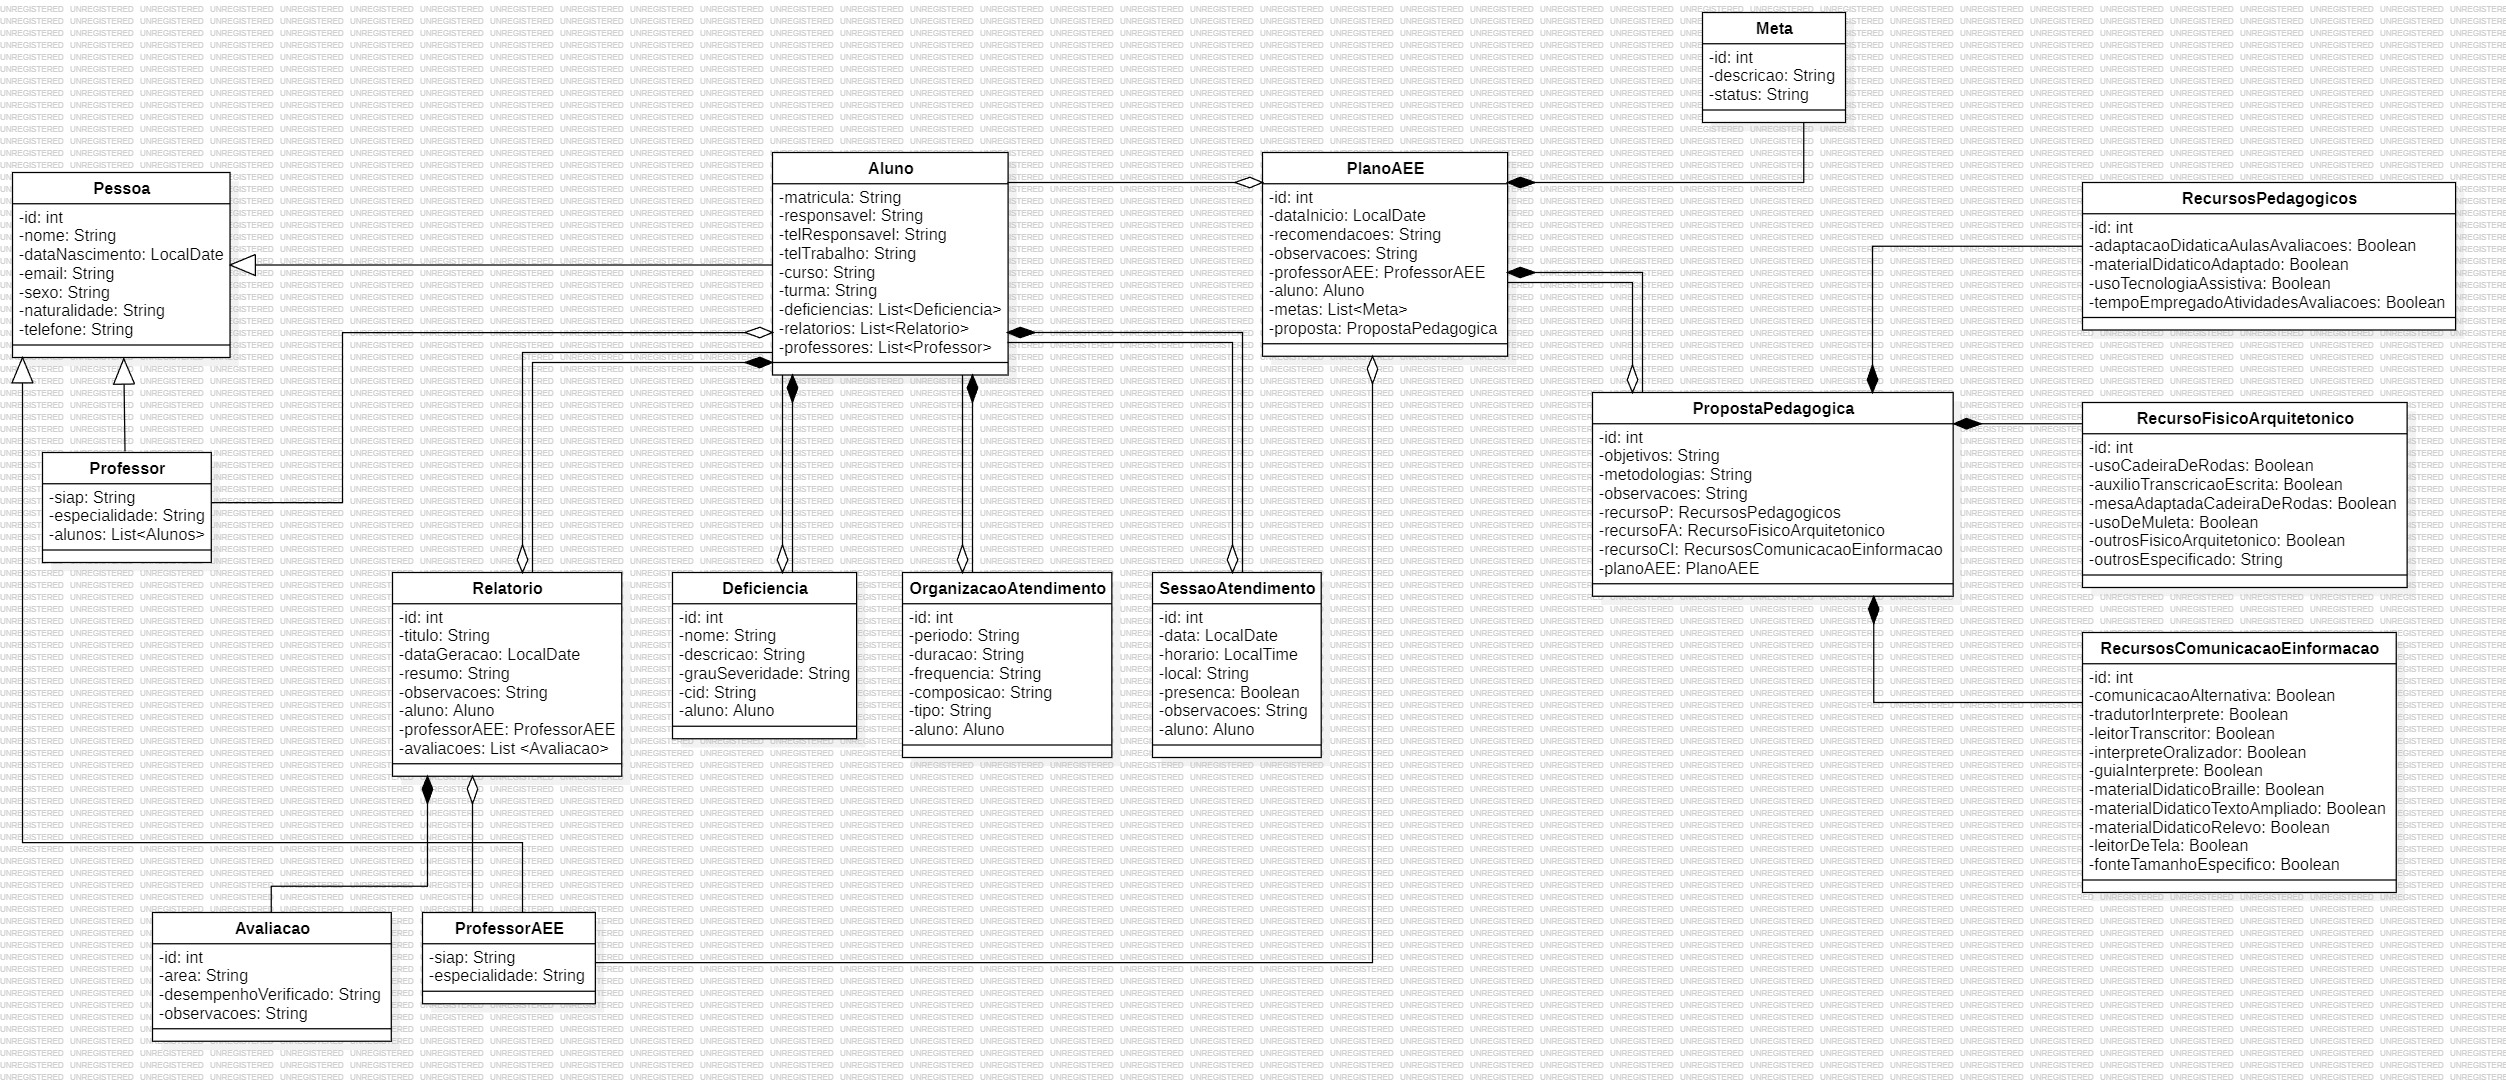 Meta
-id: int
-descricao: String
-status: String
Pessoa
-id: int
-nome: String
-dataNascimento: LocalDate
-email: String
-sexo: String
-naturalidade: String
-telefone: String
Aluno
-matricula: String
-responsavel: String
-telResponsavel: String
-telTrabalho: String
-curso: String
-turma: String
-deficiencias: List<Deficiencia>
-relatorios: List<Relatorio>
-professores: List<Professor>
PlanoAEE
-id: int
-dataInicio: LocalDate
-recomendacoes: String
-observacoes: String
-professorAEE: ProfessorAEE
-aluno: Aluno
-metas: List<Meta>
-proposta: PropostaPedagogica
RecursosPedagogicos
-id: int
-adaptacaoDidaticaAulasAvaliacoes: Boolean
-materialDidaticoAdaptado: Boolean
-usoTecnologiaAssistiva: Boolean
-tempoEmpregadoAtividadesAvaliacoes: Boolean
PropostaPedagogica
-id: int
-objetivos: String
-metodologias: String
-observacoes: String
-recursoP: RecursosPedagogicos
-recursoFA: RecursoFisicoArquitetonico
-recursoCI: RecursosComunicacaoEinformacao
-planoAEE: PlanoAEE
RecursoFisicoArquitetonico
-id: int
-usoCadeiraDeRodas: Boolean
-auxilioTranscricaoEscrita: Boolean
-mesaAdaptadaCadeiraDeRodas: Boolean
-usoDeMuleta: Boolean
-outrosFisicoArquitetonico: Boolean
-outrosEspecificado: String
Professor
-siap: String
-especialidade: String
-alunos: List<Alunos>
Relatorio
-id: int
-titulo: String
-dataGeracao: LocalDate
-resumo: String
-observacoes: String
-aluno: Aluno
-professorAEE: ProfessorAEE
-avaliacoes: List <Avaliacao>
Deficiencia
-id: int
-nome: String
-descricao: String
-grauSeveridade: String
-cid: String
-aluno: Aluno
OrganizacaoAtendimento
-id: int
-periodo: String
-duracao: String
-frequencia: String
-composicao: String
-tipo: String
-aluno: Aluno
SessaoAtendimento
-id: int
-data: LocalDate
-horario: LocalTime
-local: String
-presenca: Boolean
-observacoes: String
-aluno: Aluno
RecursosComunicacaoEinformacao
-id: int
-comunicacaoAlternativa: Boolean
-tradutorInterprete: Boolean
-leitorTranscritor: Boolean
-interpreteOralizador: Boolean
-guiaInterprete: Boolean
-materialDidaticoBraille: Boolean
-materialDidaticoTextoAmpliado: Boolean
-materialDidaticoRelevo: Boolean
-leitorDeTela: Boolean
-fonteTamanhoEspecifico: Boolean
Avaliacao
-id: int
-area: String
-desempenhoVerificado: String
-observacoes: String
ProfessorAEE
-siap: String
-especialidade: String
UNREGISTERED